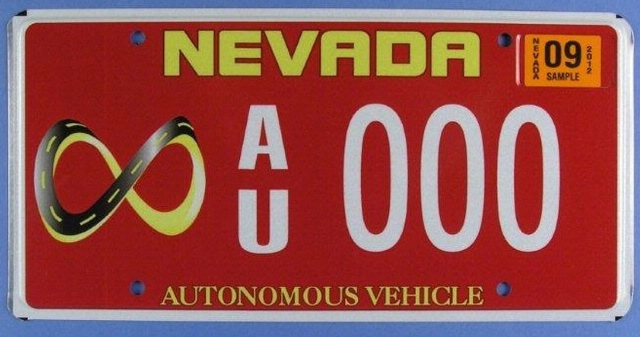 NEVADA
NEVADA 09 2012
SAMPLE
AU 000
AUTONOMOUS VEHICLE